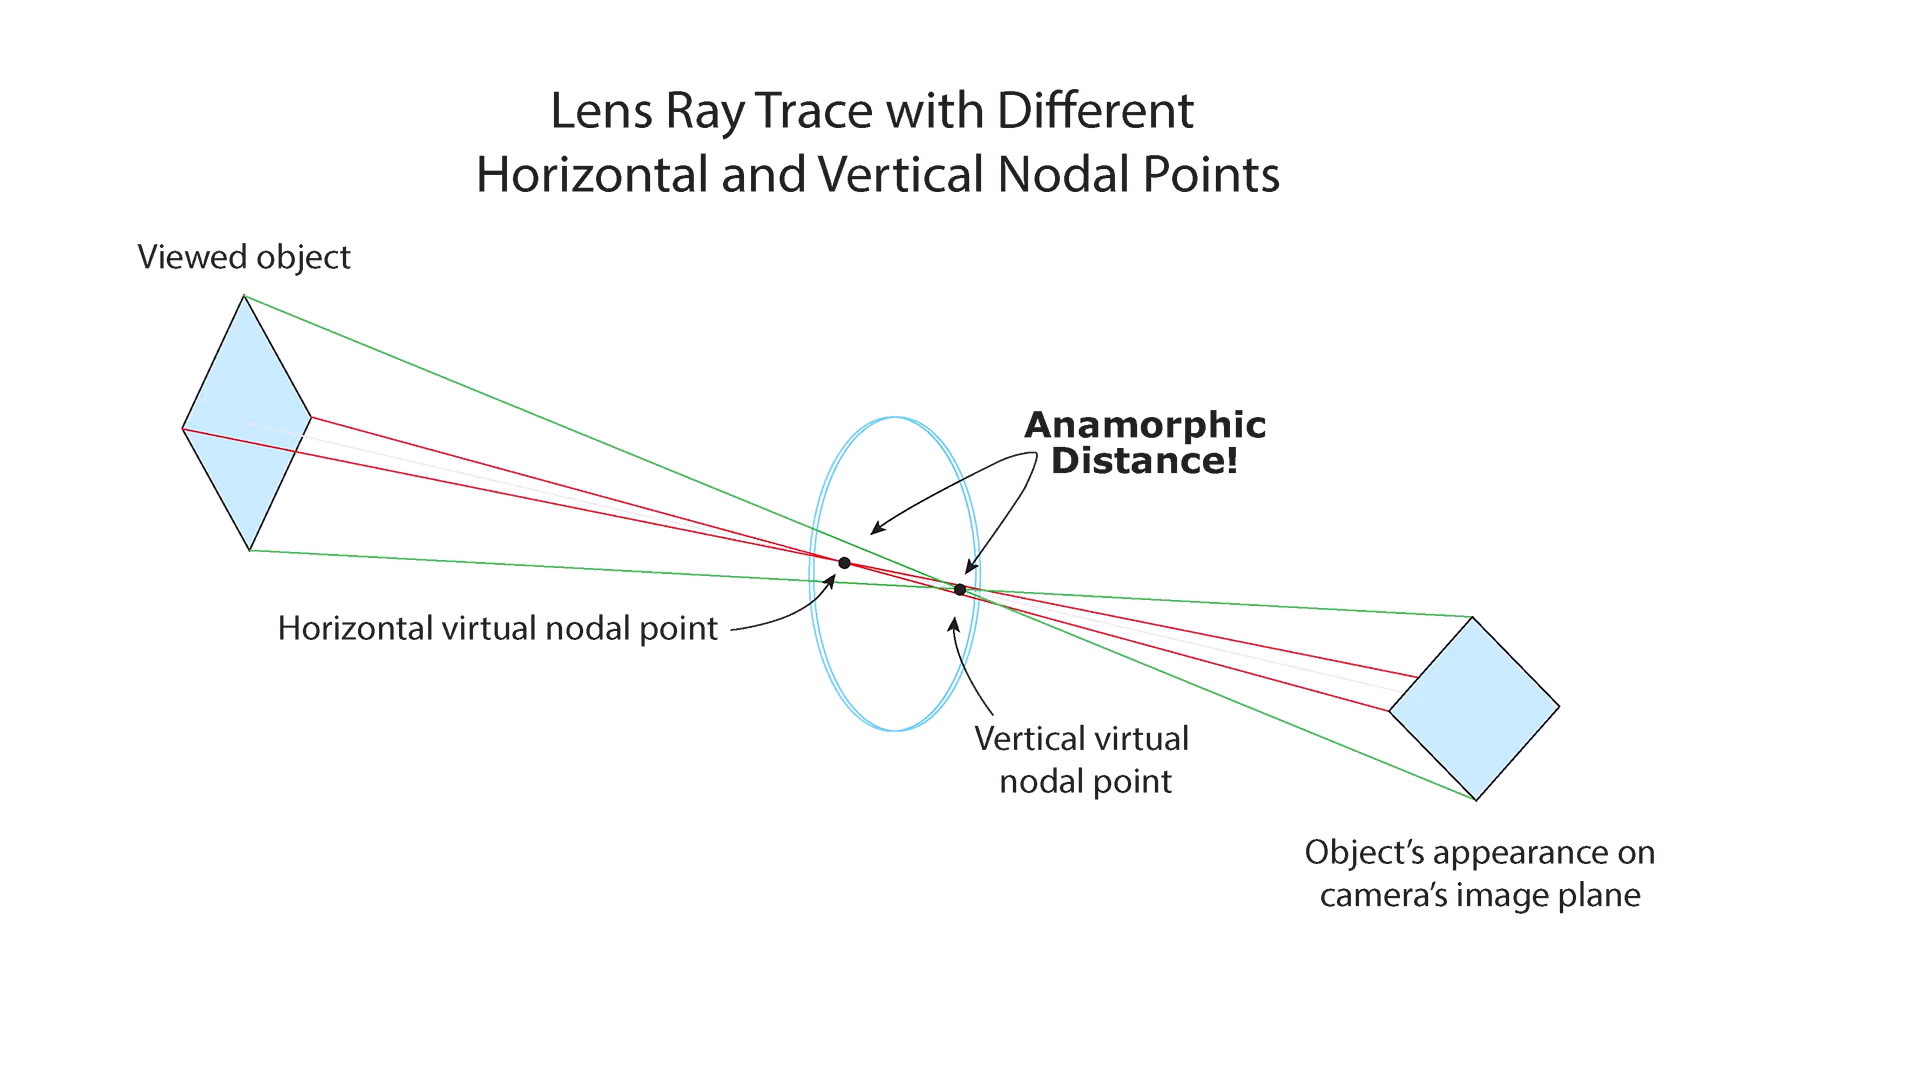 Lens Ray Trace with Different
Horizontal and Vertical Nodal Points
Viewed object
Anamorphic
Distance!
Horizontal virtual nodal point
Vertical virtual
nodal point
Object’s appearance on
camera’s image plane